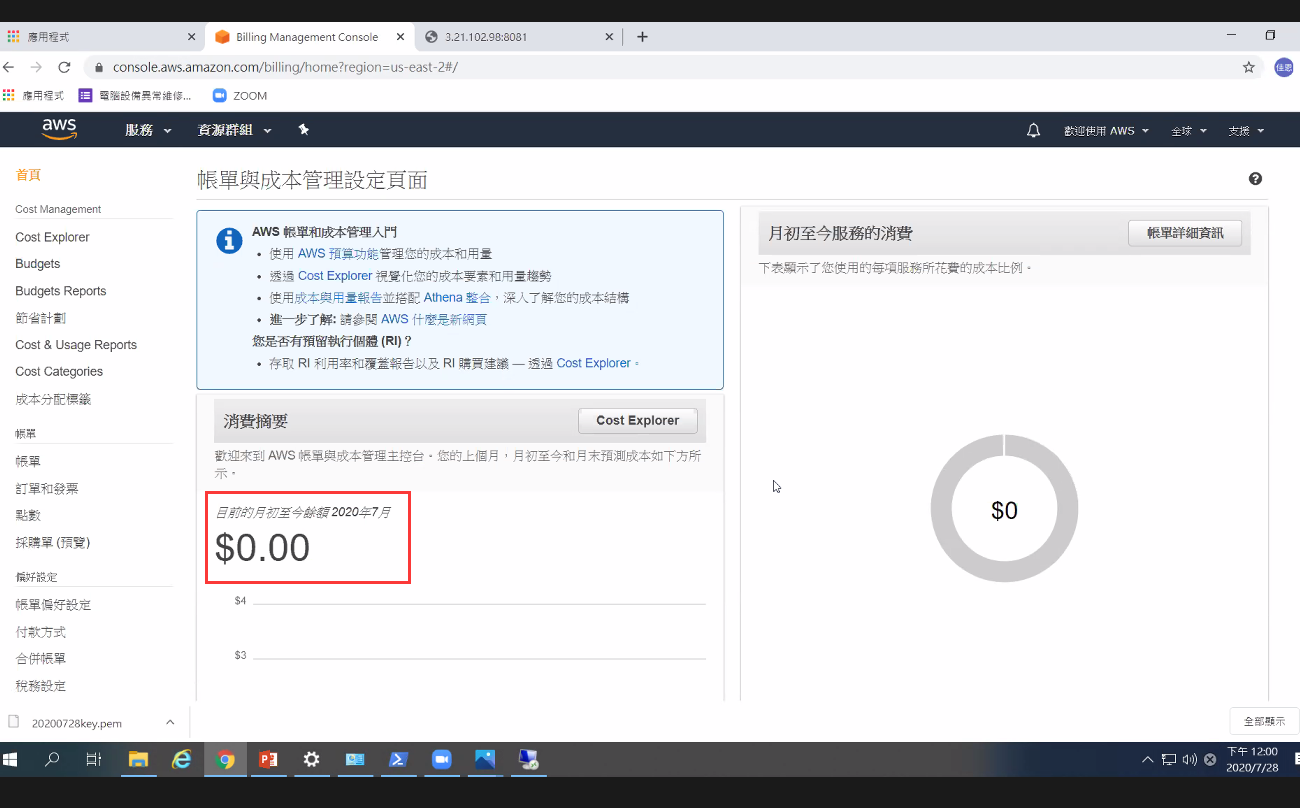 應用程式
Billing Management Console
3.21.102.98:8081
console.aws.amazon.com/billing/home?region=us-east-2#/
佳恩
應用程式
電腦設備異常維修...
ZOOM
aws
服務
資源群組
歡迎使用 AWS
全球
支援
首頁
Cost Management
Cost Explorer
Budgets
Budgets Reports
節省計劃
Cost & Usage Reports
Cost Categories
成本分配標籤
帳單
帳單
訂單和發票
點數
採購單 (預覽)
偏好設定
帳單偏好設定
付款方式
合併帳單
稅務設定
帳單與成本管理設定頁面
AWS 帳單和成本管理入門
• 使用 AWS 預算功能管理您的成本和用量
• 透過 Cost Explorer 視覺化您的成本要素和用量趨勢
• 使用成本與用量報告並搭配 Athena 整合，深入了解您的成本結構
• 進一步了解: 請參閱 AWS 什麼是新網頁
您是否有預留執行個體 (RI)？
• 存取 RI 利用率和覆蓋報告以及 RI 購買建議 — 透過 Cost Explorer。
消費摘要
Cost Explorer
歡迎來到 AWS 帳單與成本管理主控台。您的上個月，月初至今和月末預測成本如下方所
示。
目前的月初至今餘額 2020年7月
$0.00
$4
$3
月初至今服務的消費
帳單詳細資訊
下表顯示了您使用的每項服務所花費的成本比例。
$0
20200728key.pem
全部顯示
下午 12:00
2020/7/28